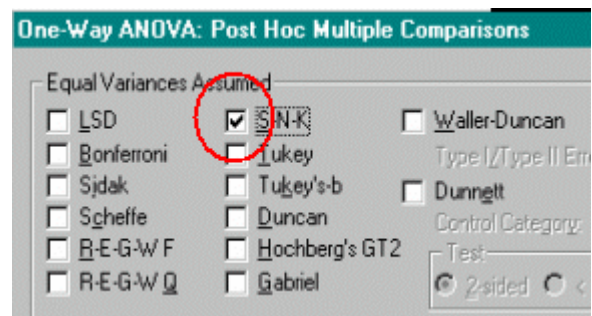 One-Way ANOVA: Post Hoc Multiple Comparisons
Equal Variances Assumed
LSD S-N-K Waller-Duncan
Bonferroni Tukey Type I/Type II
Sidak Tukey's-b Dunnett
Scheffe Duncan Control Category:
R-E-G-W F Hochberg's GT2 Test
R-E-G-W Q Gabriel 2-sided <